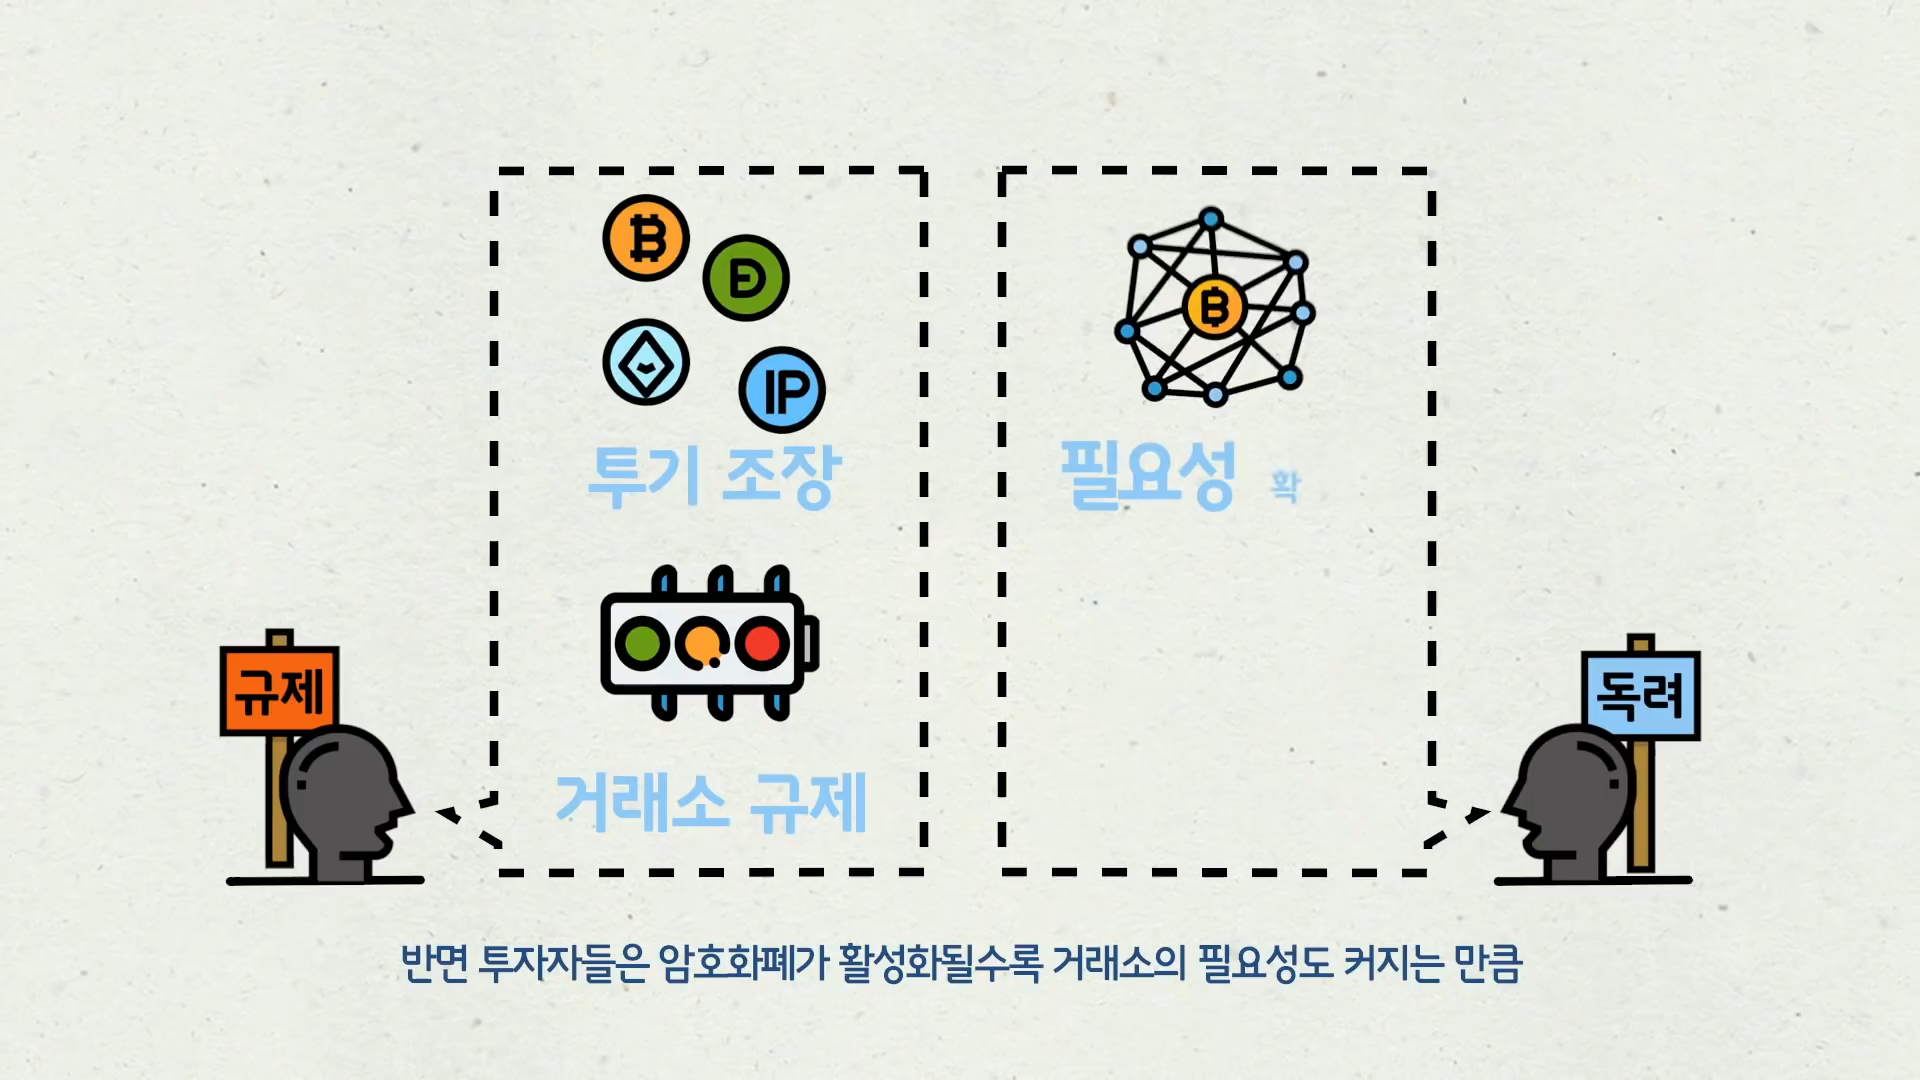 투기 조장
필요성 확
거래소 규제
규제
독려
반면 투자자들은 암호화폐가 활성화될수록 거래소의 필요성도 커지는 만큼